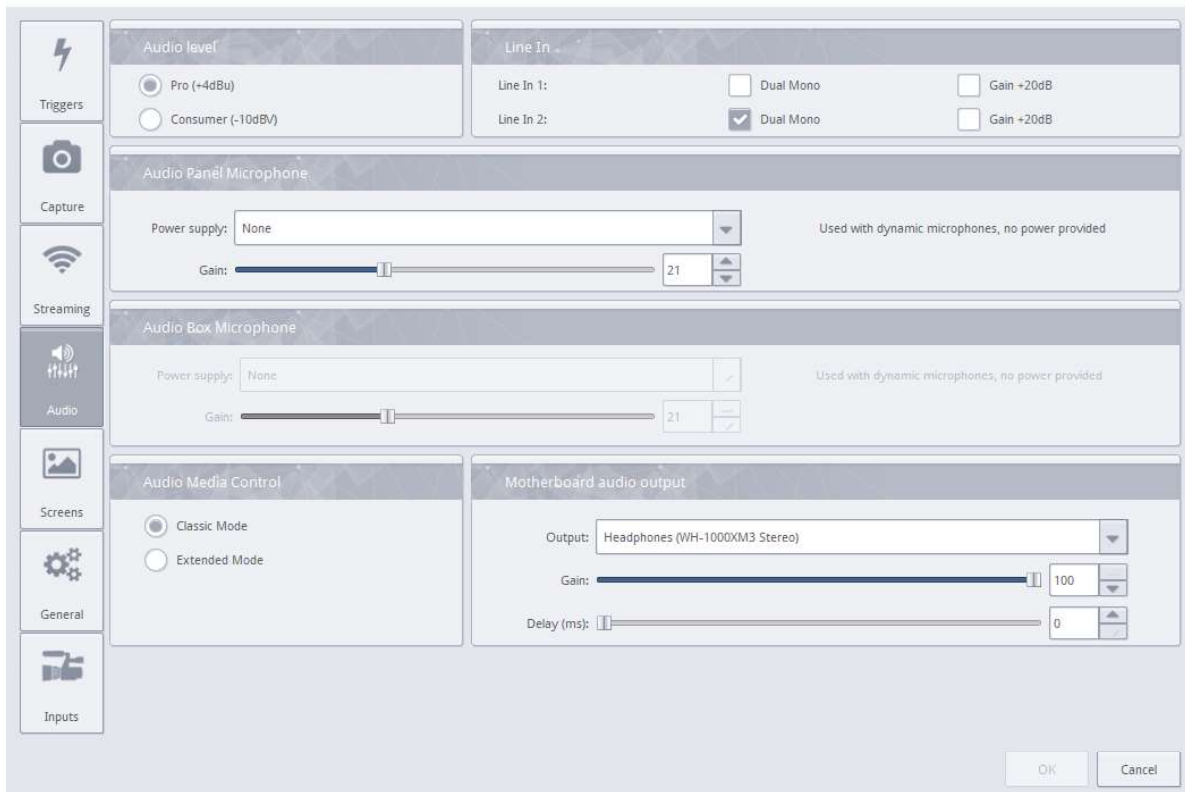 Triggers
Capture
Streaming
Audio
Screens
General
Inputs
Audio level
Pro (+4dBu)
Consumer (-10dBV)
Line In
Line In 1: Dual Mono Gain +20dB
Line In 2: Dual Mono Gain +20dB
Audio Panel Microphone
Power supply: None Used with dynamic microphones, no power provided
Gain: 21
Audio Box Microphone
Power supply: None Used with dynamic microphones, no power provided
Gain: 21
Audio Media Control
Classic Mode
Extended Mode
Motherboard audio output
Output: Headphones (WH-1000XM3 Stereo)
Gain: 100
Delay (ms): 0
OK Cancel